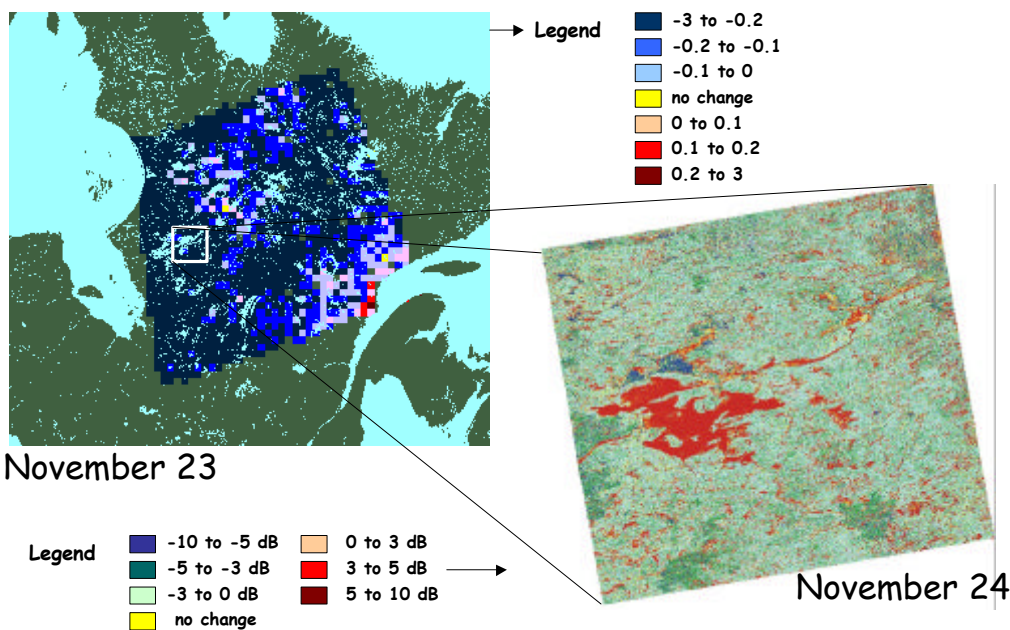 Legend
-3 to -0.2
-0.2 to -0.1
-0.1 to 0
no change
0 to 0.1
0.1 to 0.2
0.2 to 3
November 23
Legend
-10 to -5 dB
-5 to -3 dB
-3 to 0 dB
no change
0 to 3 dB
3 to 5 dB
5 to 10 dB
November 24